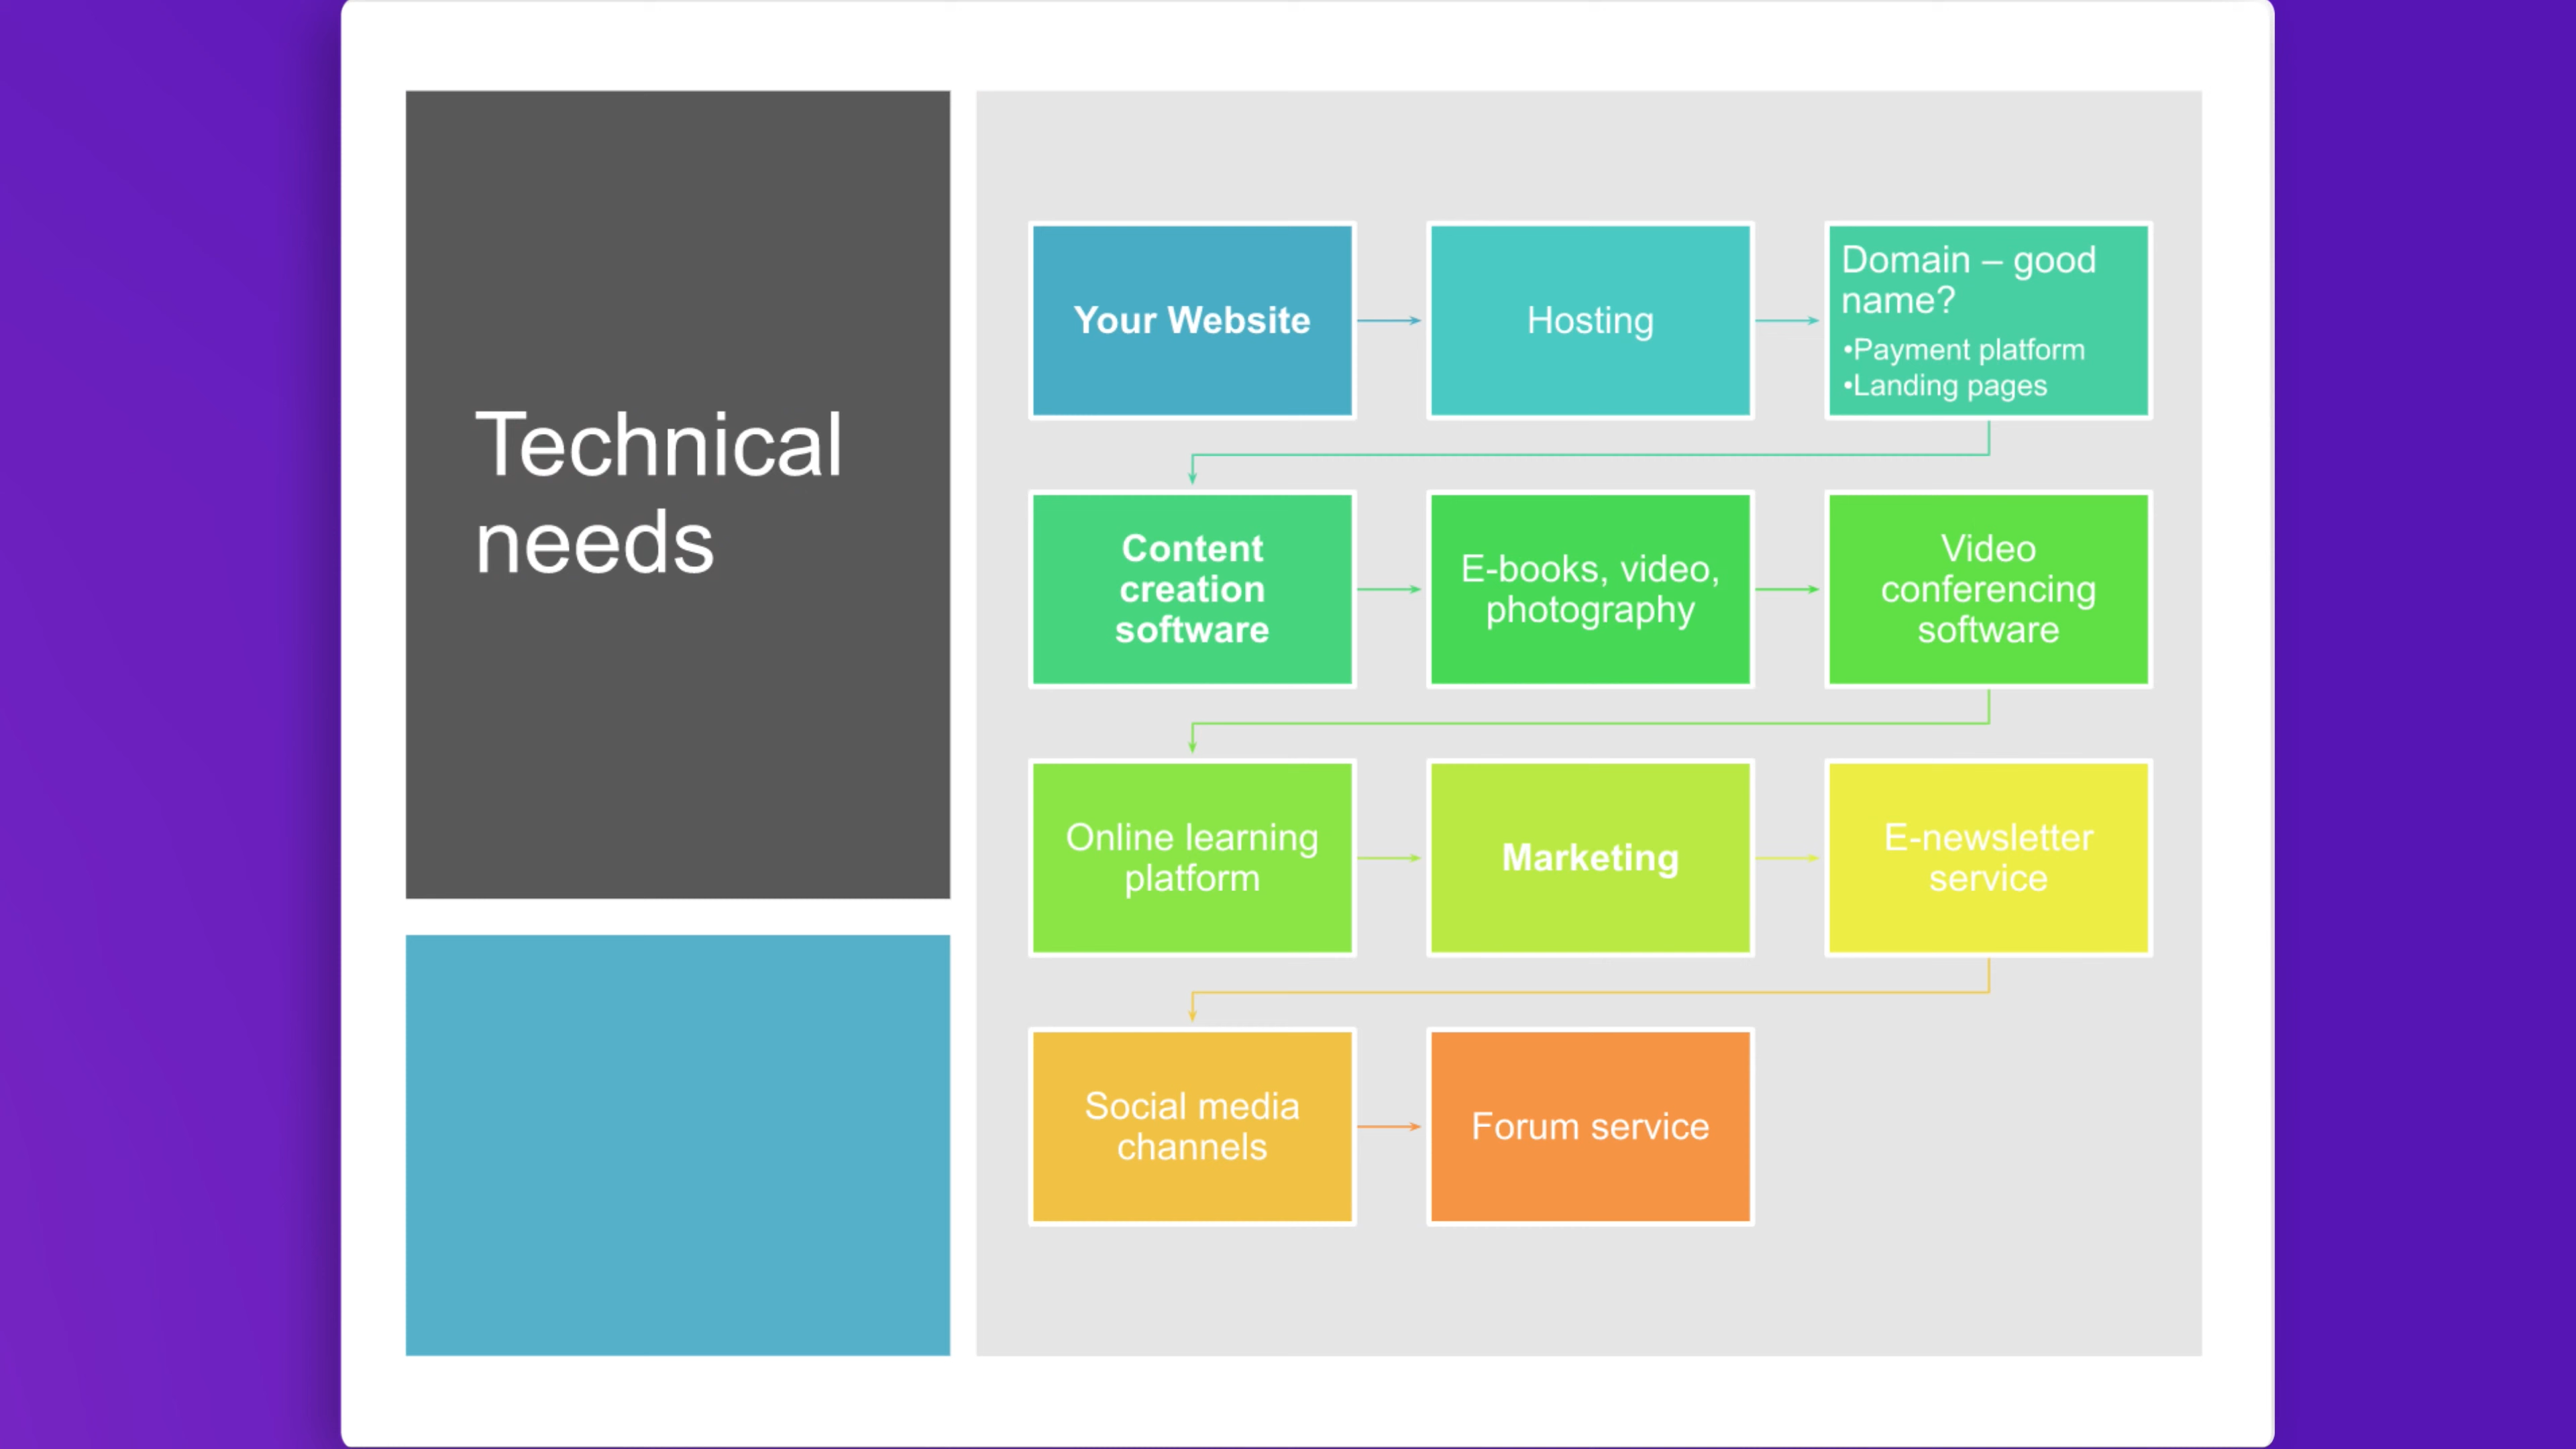 Technical
needs
Your Website
Hosting
Domain – good
name?
•Payment platform
•Landing pages
Content
creation
software
E-books, video,
photography
Video
conferencing
software
Online learning
platform
Marketing
E-newsletter
service
Social media
channels
Forum service